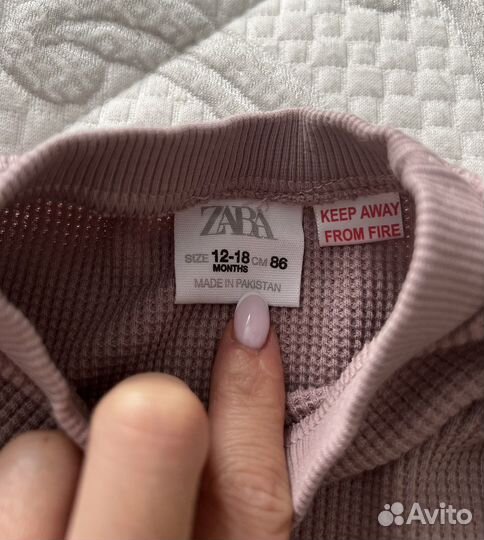 ZARA
SIZE 12-18 CM 86
MONTHS
MADE IN PAKISTAN
KEEP AWAY
FROM FIRE
Avito